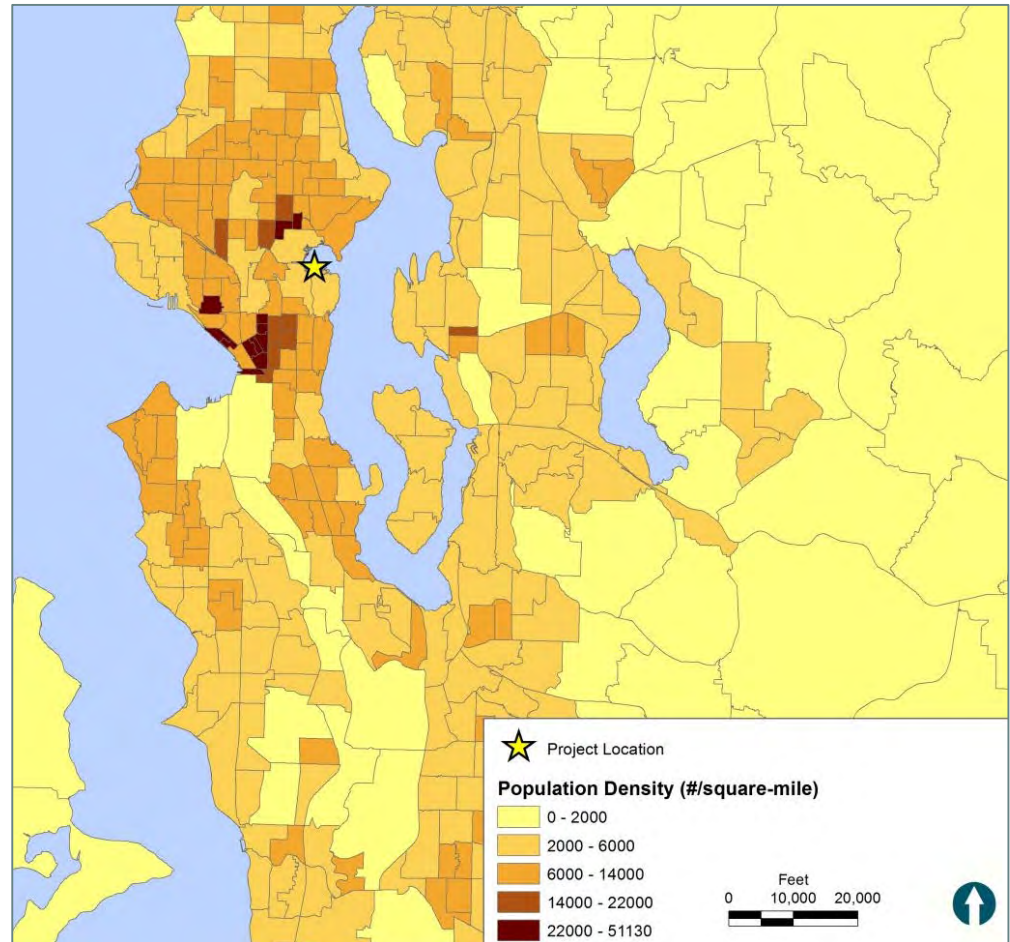 Project Location
Population Density (#/square-mile)
0 - 2000
2000 - 6000
6000 - 14000
14000 - 22000
22000 - 51130
Feet
0 10,000 20,000